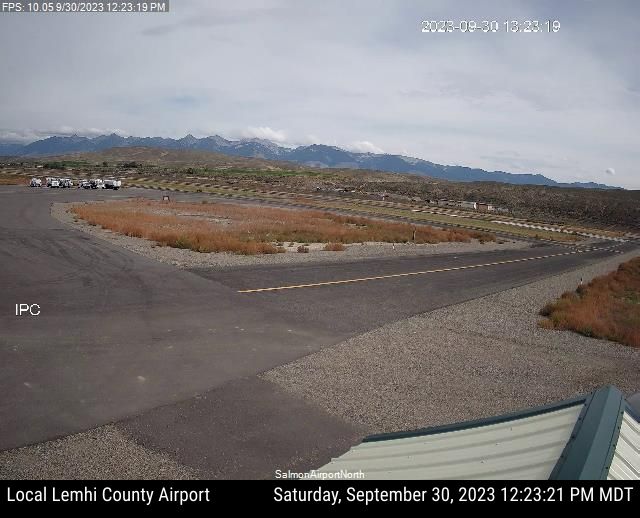 FPS: 10.05 9/30/2023 12:23:19 PM
2023-09-30 13:23:19
IPC
SalmonAirportNorth
Local Lemhi County Airport Saturday, September 30, 2023 12:23:21 PM MDT